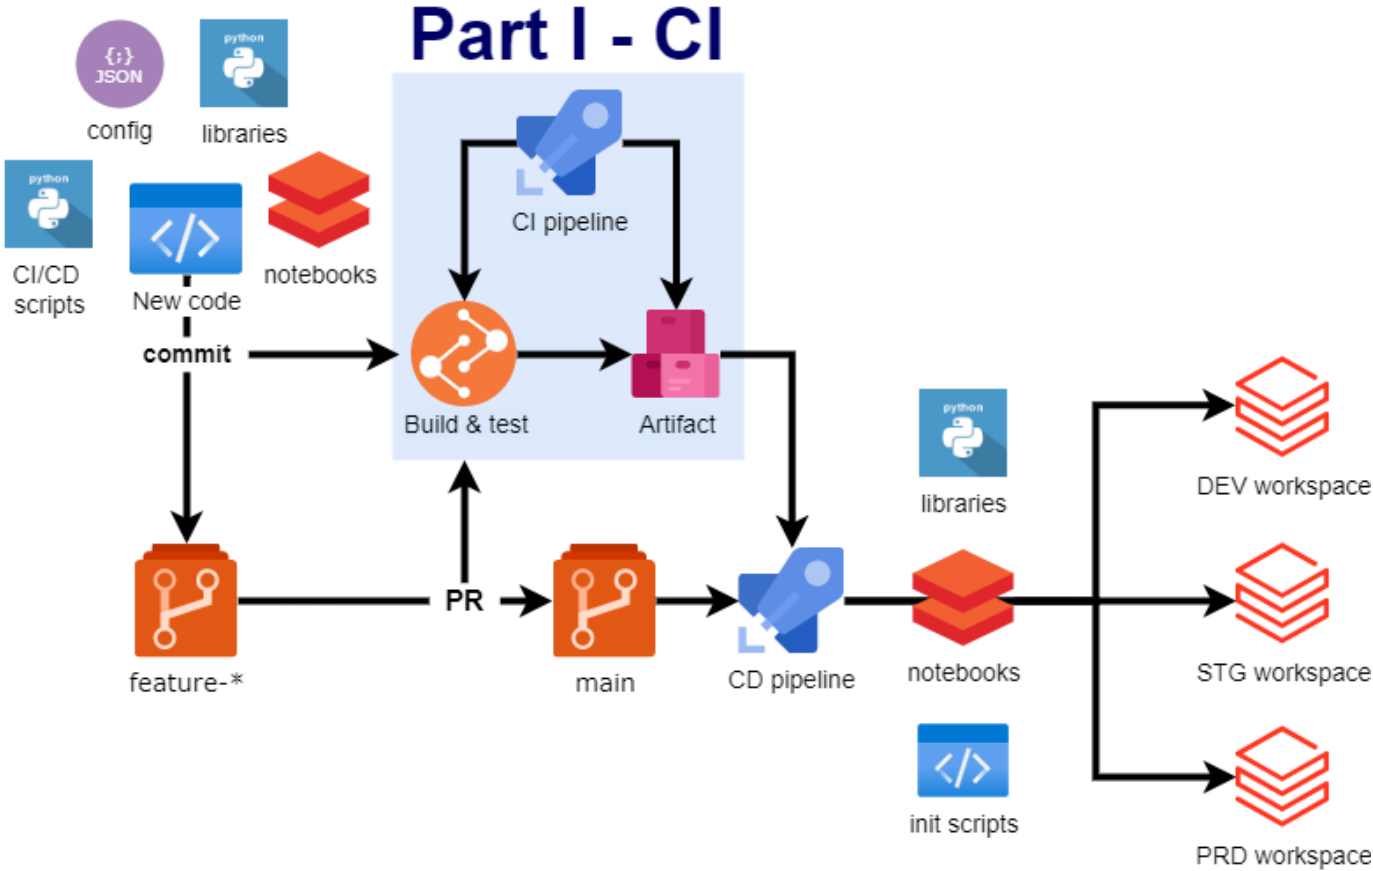 Part I - CI
{;}
JSON
config
python
libraries
python
CI/CD
scripts
</>
New code
notebooks
CI pipeline
commit
Build & test
Artifact
feature-*
PR
main
CD pipeline
python
libraries
notebooks
</>
init scripts
DEV workspace
STG workspace
PRD workspace